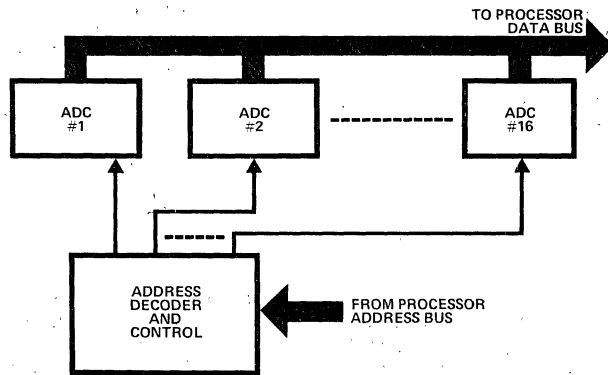 TO PROCESSOR
DATA BUS
ADC
#1
ADC
#2
ADC
#16
ADDRESS
DECODER
AND
CONTROL
FROM PROCESSOR
ADDRESS BUS